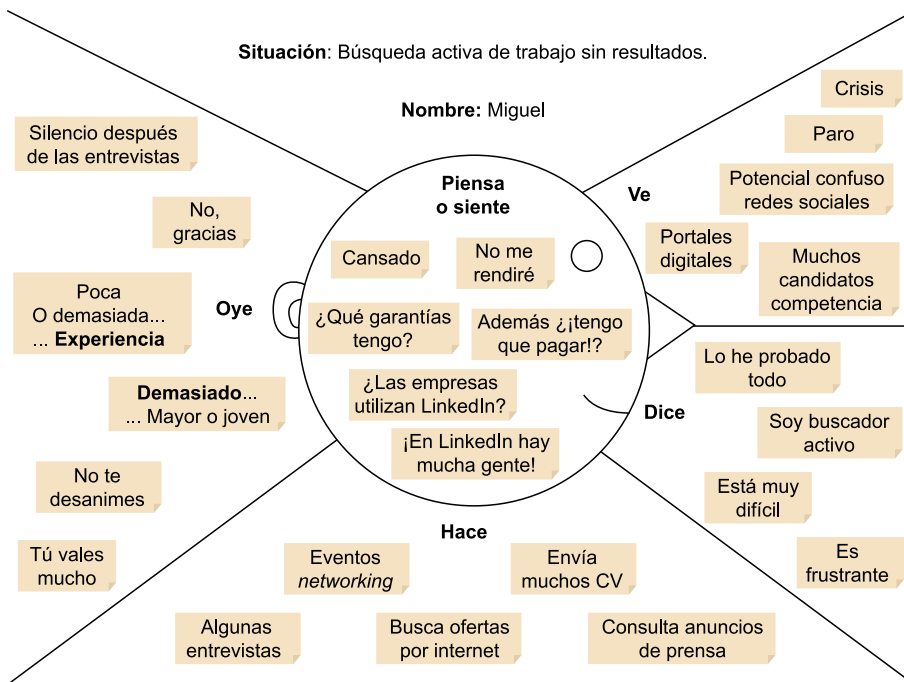 Situación: Búsqueda activa de trabajo sin resultados.
Nombre: Miguel
Piensa
o siente
Cansado
No me
rendiré
¿Qué garantías
tengo?
Además ¿¡tengo
que pagar!?
¿Las empresas
utilizan LinkedIn?
¡En LinkedIn hay
mucha gente!
Oye
Silencio después
de las entrevistas
No,
gracias
Poca
O demasiada...
... Experiencia
Demasiado...
... Mayor o joven
No te
desanimes
Tú vales
mucho
Ve
Crisis
Paro
Potencial confuso
redes sociales
Portales
digitales
Muchos
candidatos
competencia
Dice
Lo he probado
todo
Soy buscador
activo
Está muy
difícil
Es
frustrante
Hace
Eventos
networking
Envía
muchos CV
Algunas
entrevistas
Busca ofertas
por internet
Consulta anuncios
de prensa